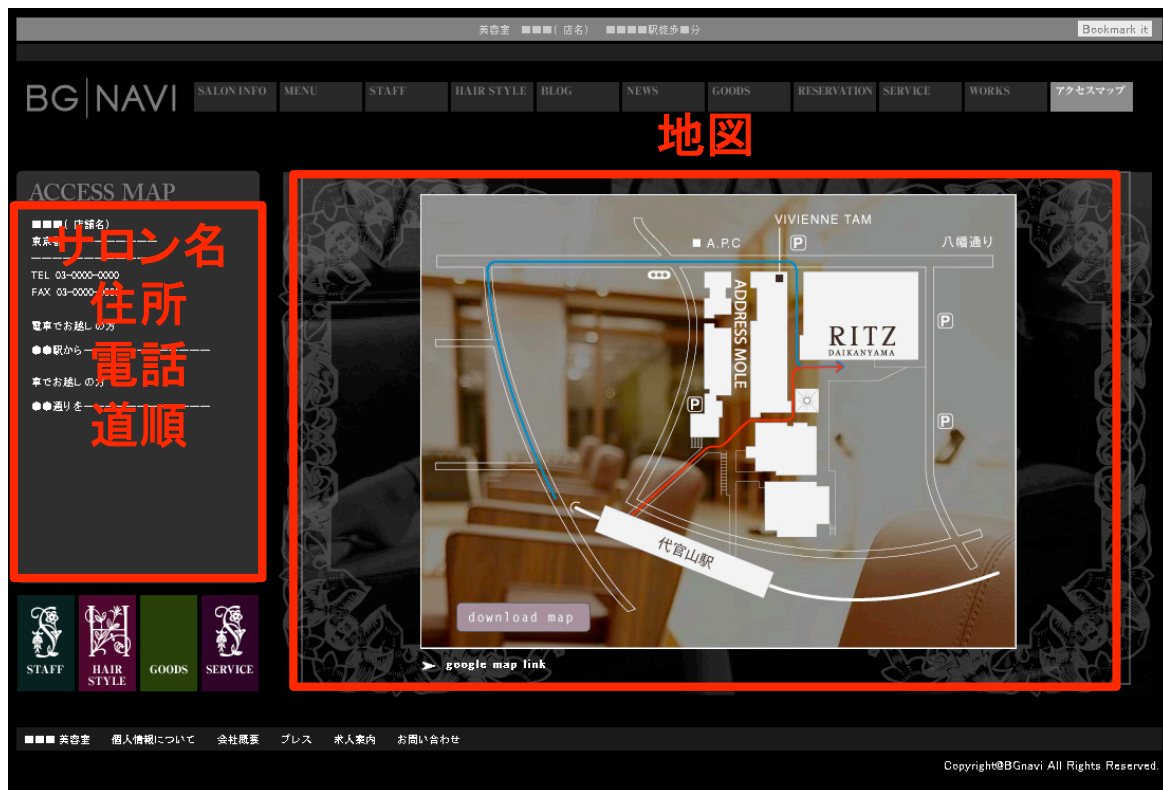 美容室 ■■■( 店名) ■■■■駅徒歩■分
Bookmark it
BG NAVI
SALON INFO
MENU
STAFF
HAIR STYLE
BLOG
NEWS
GOODS
RESERVATION
SERVICE
WORKS
アクセスマップ
地図
ACCESS MAP
■■■( 店舗名)
東京都
サロン名
TEL 03-0000-0000
FAX 03-0000-
住所
電車でお越しの方
●●駅から
電話
車でお越しの方
●●通りを
道順
VIVIENNE TAM
■ A.P.C
P
八幡通り
ADDRESS MOLE
RITZ
DAIKANYAMA
P
P
P
代官山駅
download map
google map link
STAFF
HAIR
STYLE
GOODS
SERVICE
■■■ 美容室 個人情報について 会社概要 プレス 求人案内 お問い合わせ
Copyright@BGnavi All Rights Reserved.